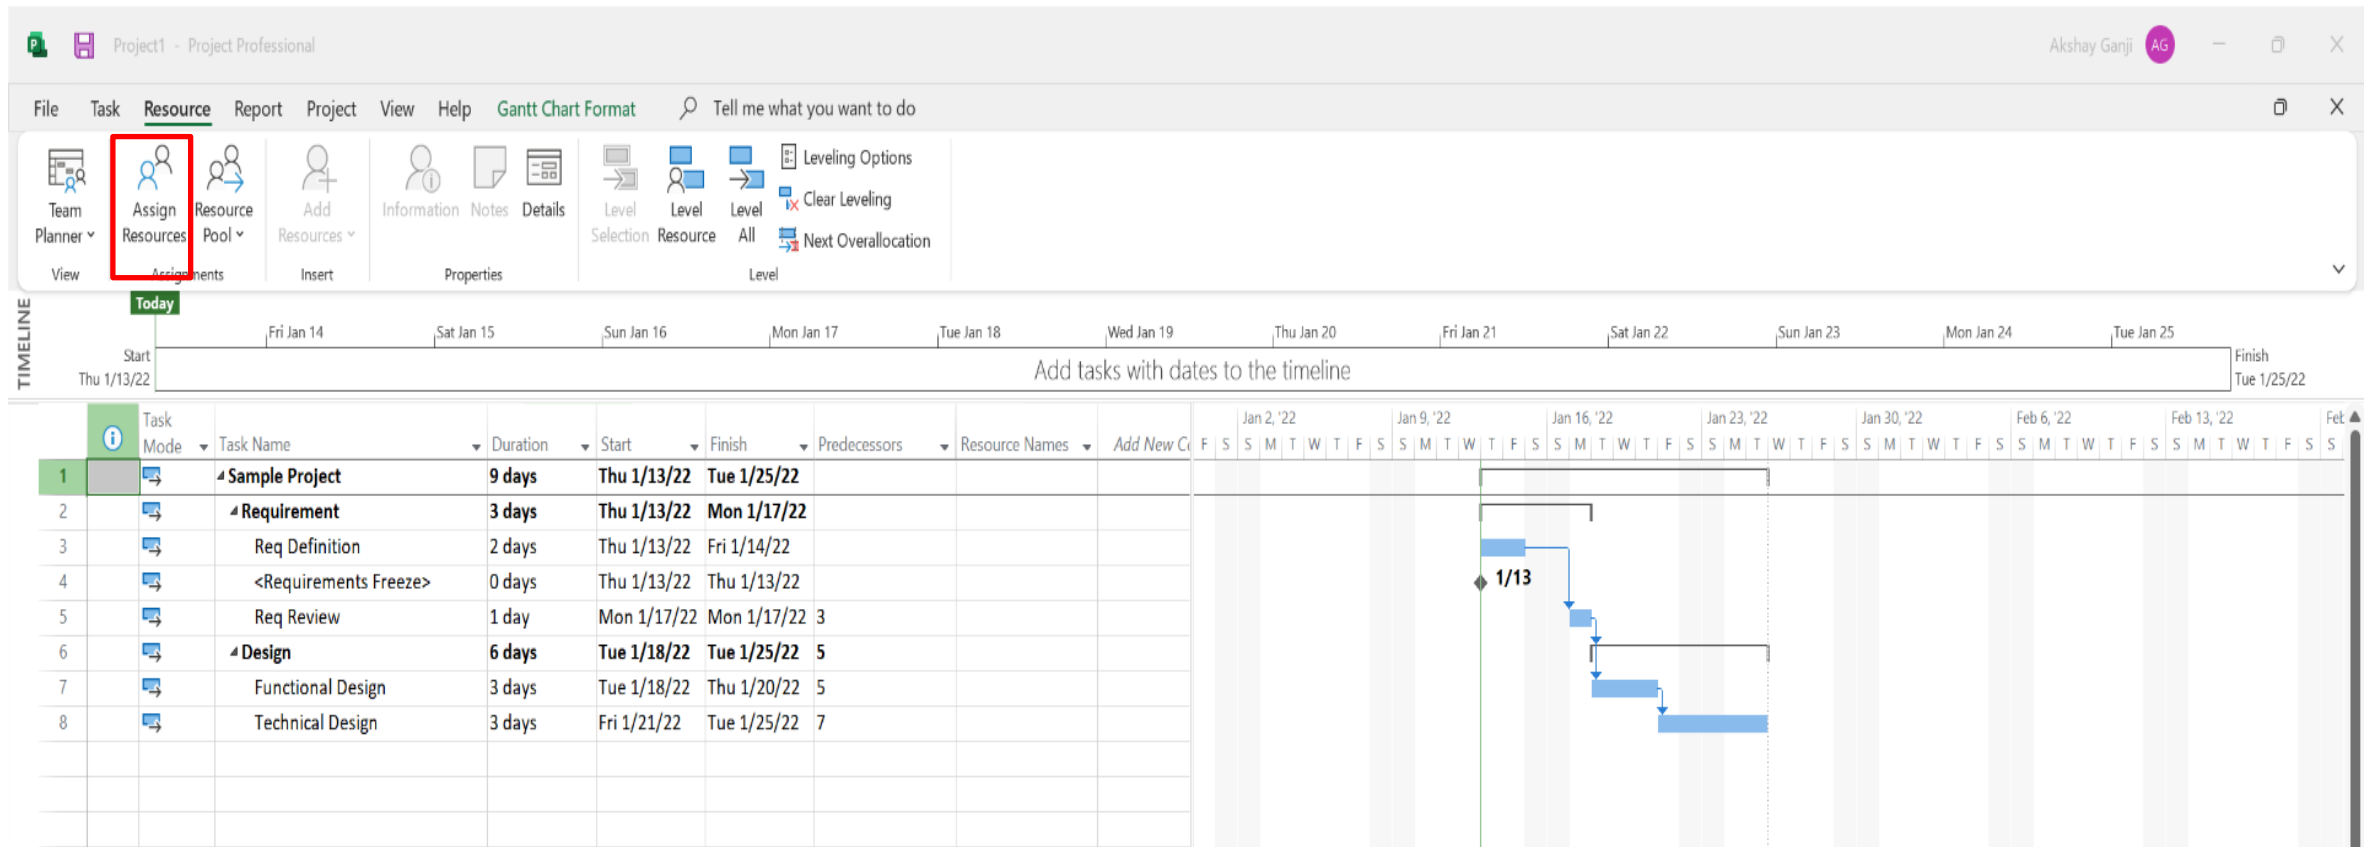 Project1 - Project Professional
Akshay Ganji AG
File Task Resource Report Project View Help Gantt Chart Format Tell me what you want to do
Team Planner
Assign Resources
Resource Pool
Add Resources
Information
Notes
Details
Level Selection
Level Resource
Level All
Leveling Options
Clear Leveling
Next Overallocation
View Assignments Insert Properties Level
TIMELINE
Today
Start
Thu 1/13/22
Fri Jan 14 Sat Jan 15 Sun Jan 16 Mon Jan 17 Tue Jan 18 Wed Jan 19 Thu Jan 20 Fri Jan 21 Sat Jan 22 Sun Jan 23 Mon Jan 24 Tue Jan 25
Add tasks with dates to the timeline
Finish
Tue 1/25/22
Task Mode Task Name Duration Start Finish Predecessors Resource Names Add New C
Jan 2, '22 Jan 9, '22 Jan 16, '22 Jan 23, '22 Jan 30, '22 Feb 6, '22 Feb 13, '22 Feb
F S S M T W T F S S M T W T F S S M T W T F S S M T W T F S S M T W T F S S M T W T F S S M T W T F S S
1 Sample Project 9 days Thu 1/13/22 Tue 1/25/22
2 Requirement 3 days Thu 1/13/22 Mon 1/17/22
3 Req Definition 2 days Thu 1/13/22 Fri 1/14/22
4 <Requirements Freeze> 0 days Thu 1/13/22 Thu 1/13/22
1/13
5 Req Review 1 day Mon 1/17/22 Mon 1/17/22 3
6 Design 6 days Tue 1/18/22 Tue 1/25/22 5
7 Functional Design 3 days Tue 1/18/22 Thu 1/20/22 5
8 Technical Design 3 days Fri 1/21/22 Tue 1/25/22 7